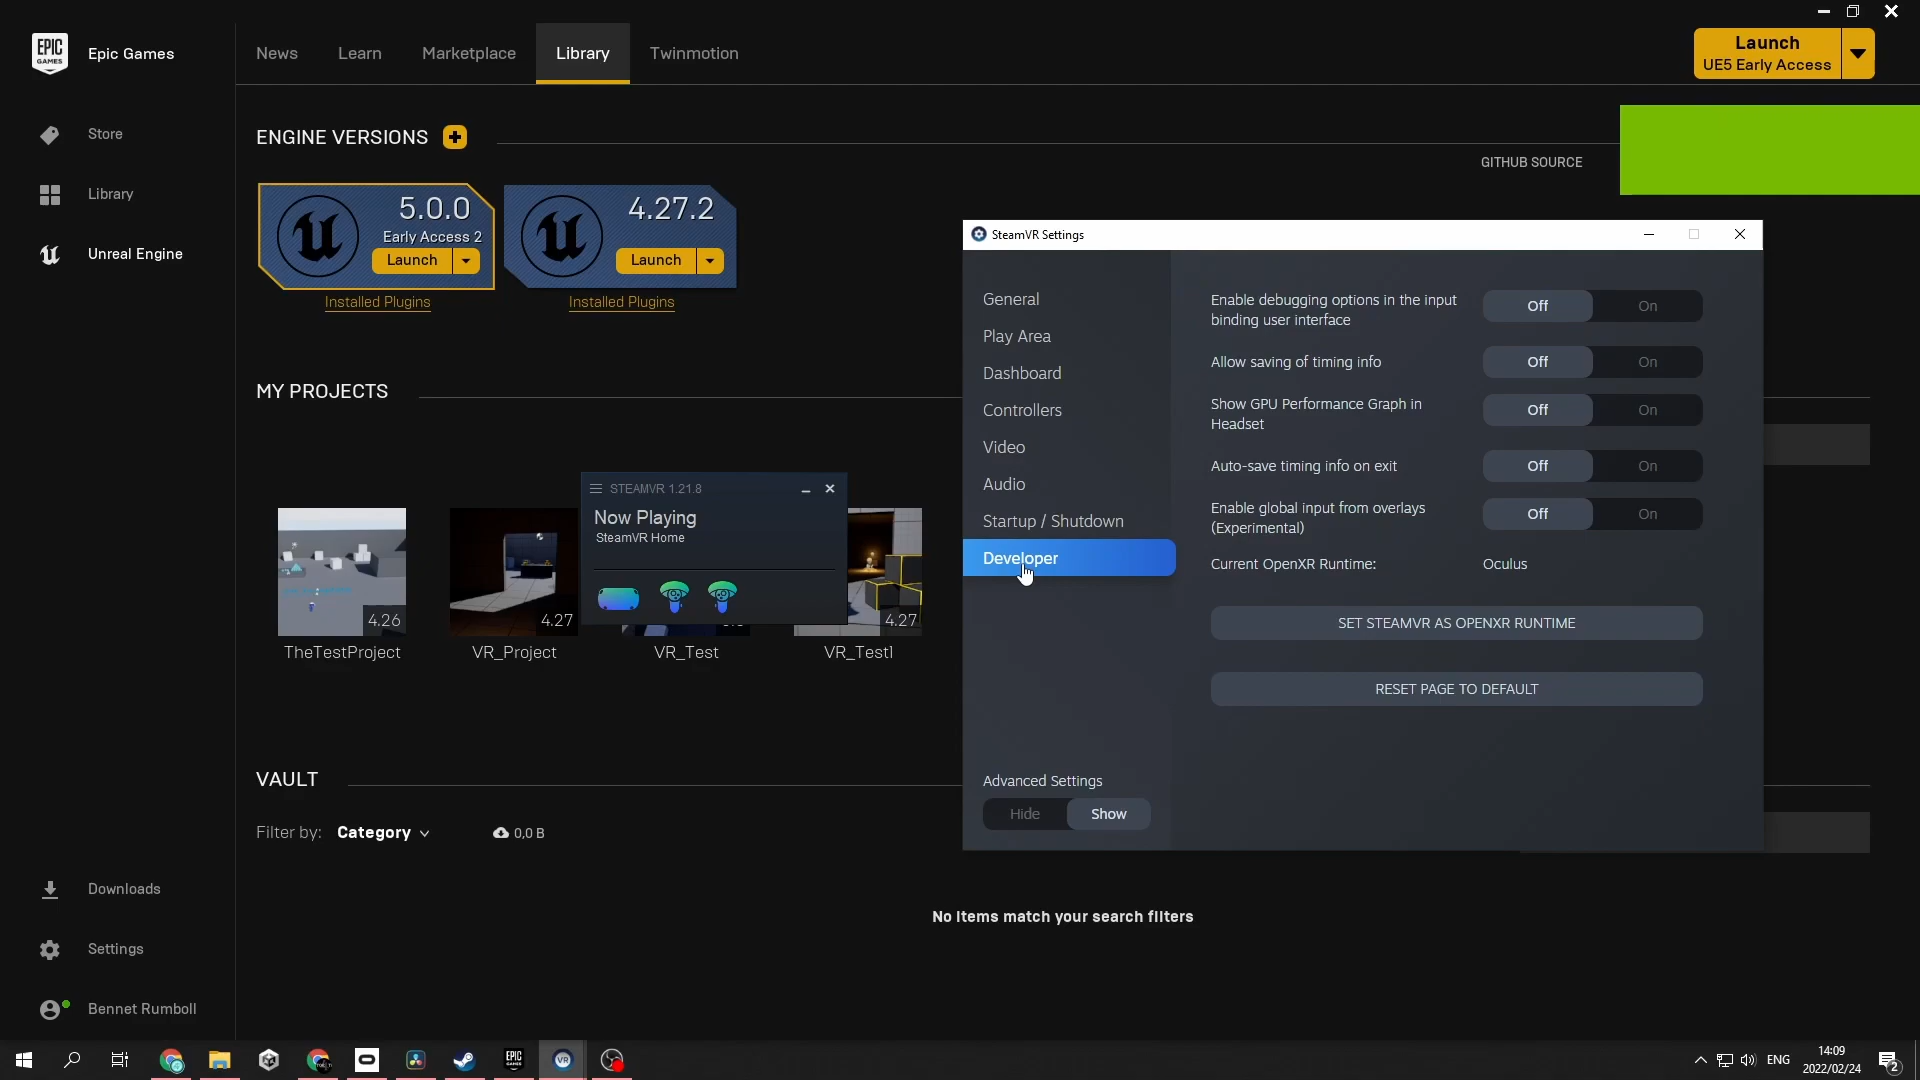 EPIC
GAMES
Epic Games
News
Learn
Marketplace
Library
Twinmotion
Launch
UE5 Early Access
Store
Library
Unreal Engine
ENGINE VERSIONS
GITHUB SOURCE
5.0.0
Early Access 2
Launch
Installed Plugins
4.27.2
Launch
Installed Plugins
MY PROJECTS
4.26
TheTestProject
4.27
VR_Project
VR_Test
4.27
VR_Test1
STEAMVR 1.21.8
Now Playing
SteamVR Home
SteamVR Settings
General
Play Area
Dashboard
Controllers
Video
Audio
Startup / Shutdown
Developer
Advanced Settings
Hide
Show
Enable debugging options in the input
binding user interface
Off
On
Allow saving of timing info
Off
On
Show GPU Performance Graph in
Headset
Off
On
Auto-save timing info on exit
Off
On
Enable global input from overlays
(Experimental)
Off
On
Current OpenXR Runtime:
Oculus
SET STEAMVR AS OPENXR RUNTIME
RESET PAGE TO DEFAULT
VAULT
Filter by:
Category
0,0 B
No items match your search filters
Downloads
Settings
Bennet Rumboll
VR
EPIC
GAMES
ENG
14:09
2022/02/24
2